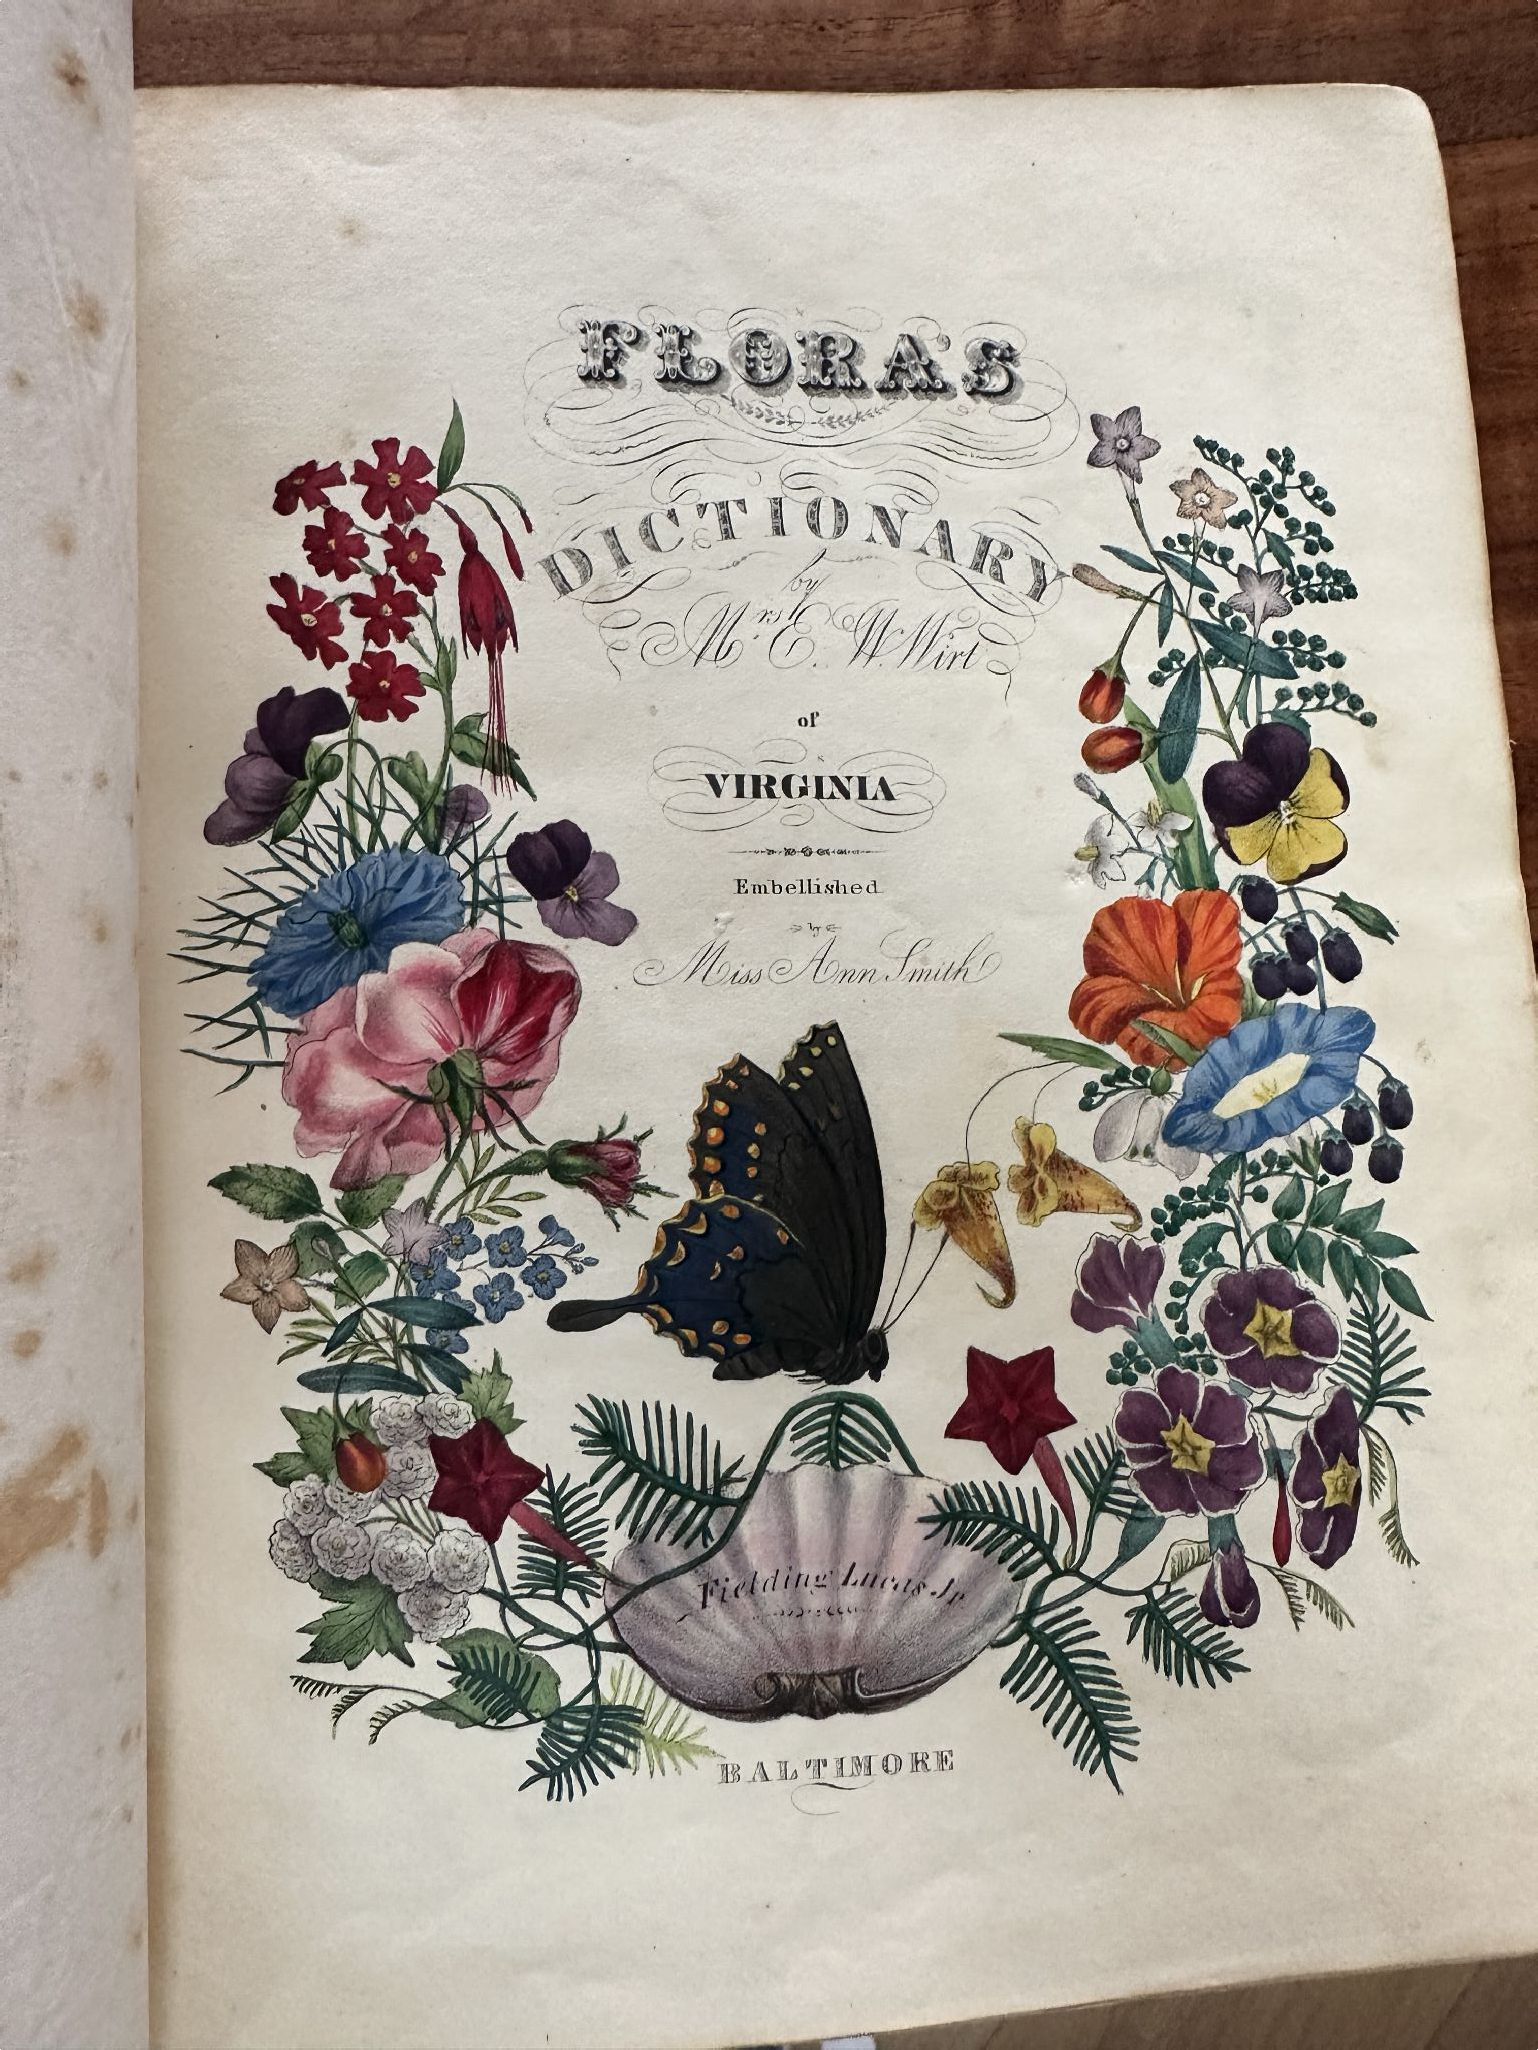 FLORA'S
DICTIONARY
by
Mrs. E. W. Wirt
of
VIRGINIA
Embellished
by
Miss Ann Smith
Fielding Lucas Jr
BALTIMORE